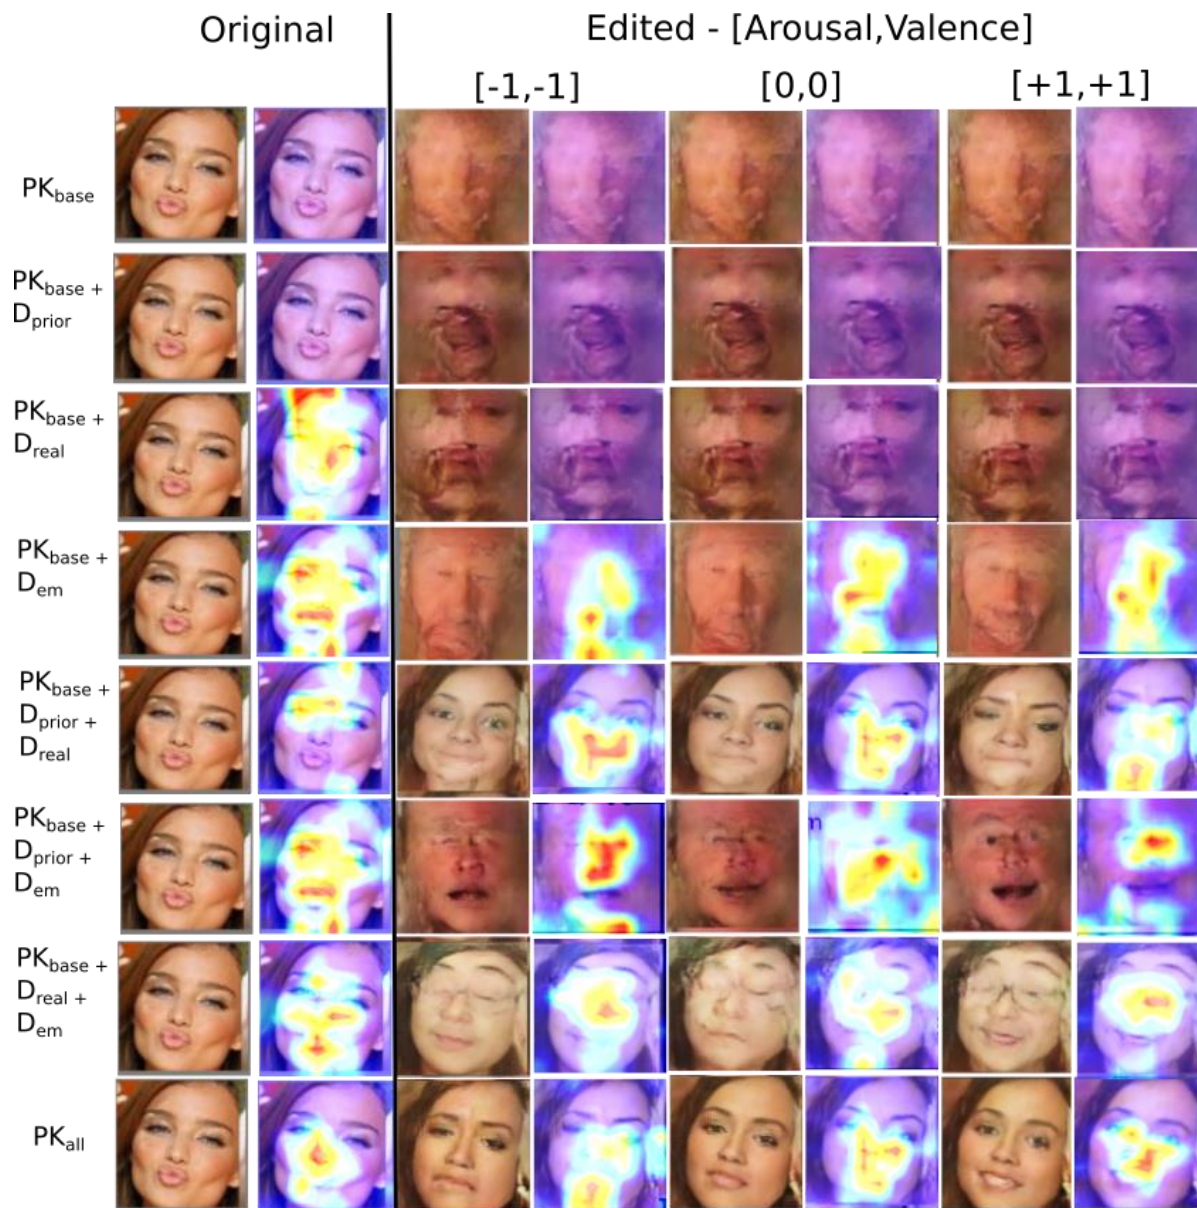 Original
Edited - [Arousal,Valence]
[-1,-1]
[0,0]
[+1,+1]
PKbase
PKbase +
Dprior
PKbase +
Dreal
PKbase +
Dem
PKbase +
Dprior +
Dreal
PKbase +
Dprior +
Dem
n
PKbase +
Dreal +
Dem
PKall